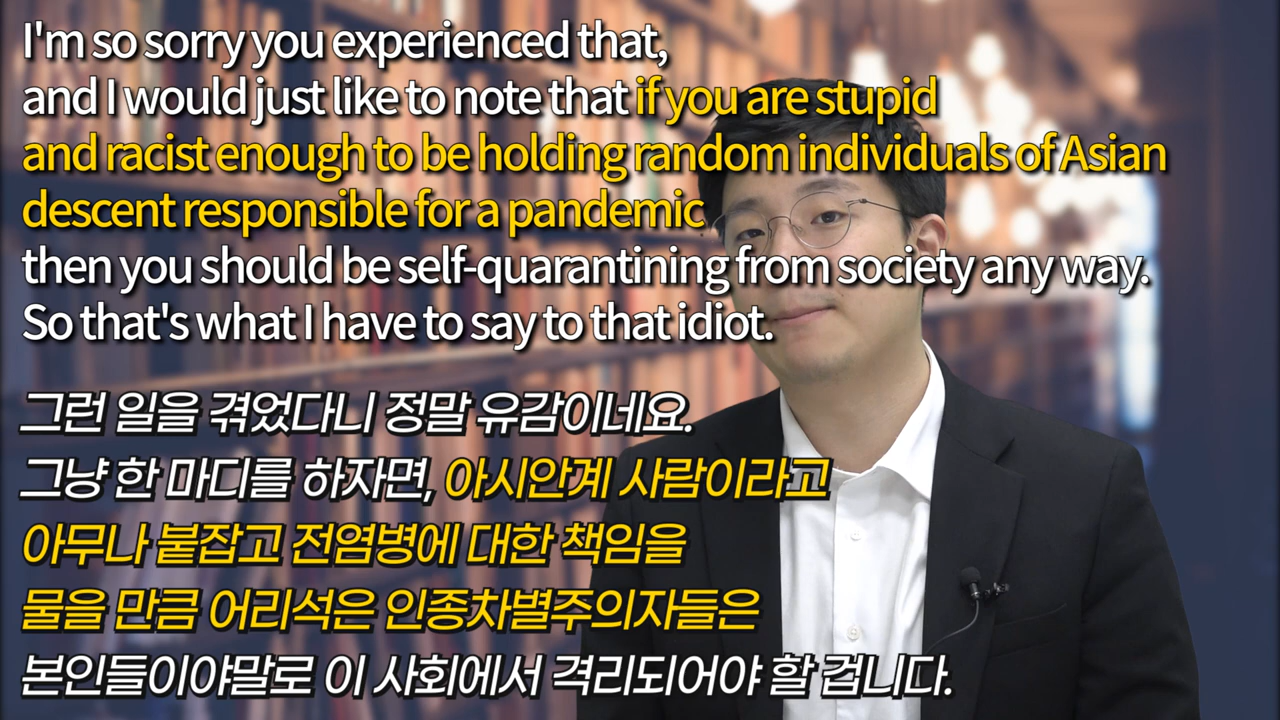 I'm so sorry you experienced that,
and I would just like to note that if you are stupid
and racist enough to be holding random individuals of Asian
descent responsible for a pandemic
then you should be self-quarantining from society any way.
So that's what I have to say to that idiot.
그런 일을 겪었다니 정말 유감이네요.
그냥 한 마디를 하자면, 아시안계 사람이라고
아무나 붙잡고 전염병에 대한 책임을
물을 만큼 어리석은 인종차별주의자들은
본인들이야말로 이 사회에서 격리되어야 할 겁니다.